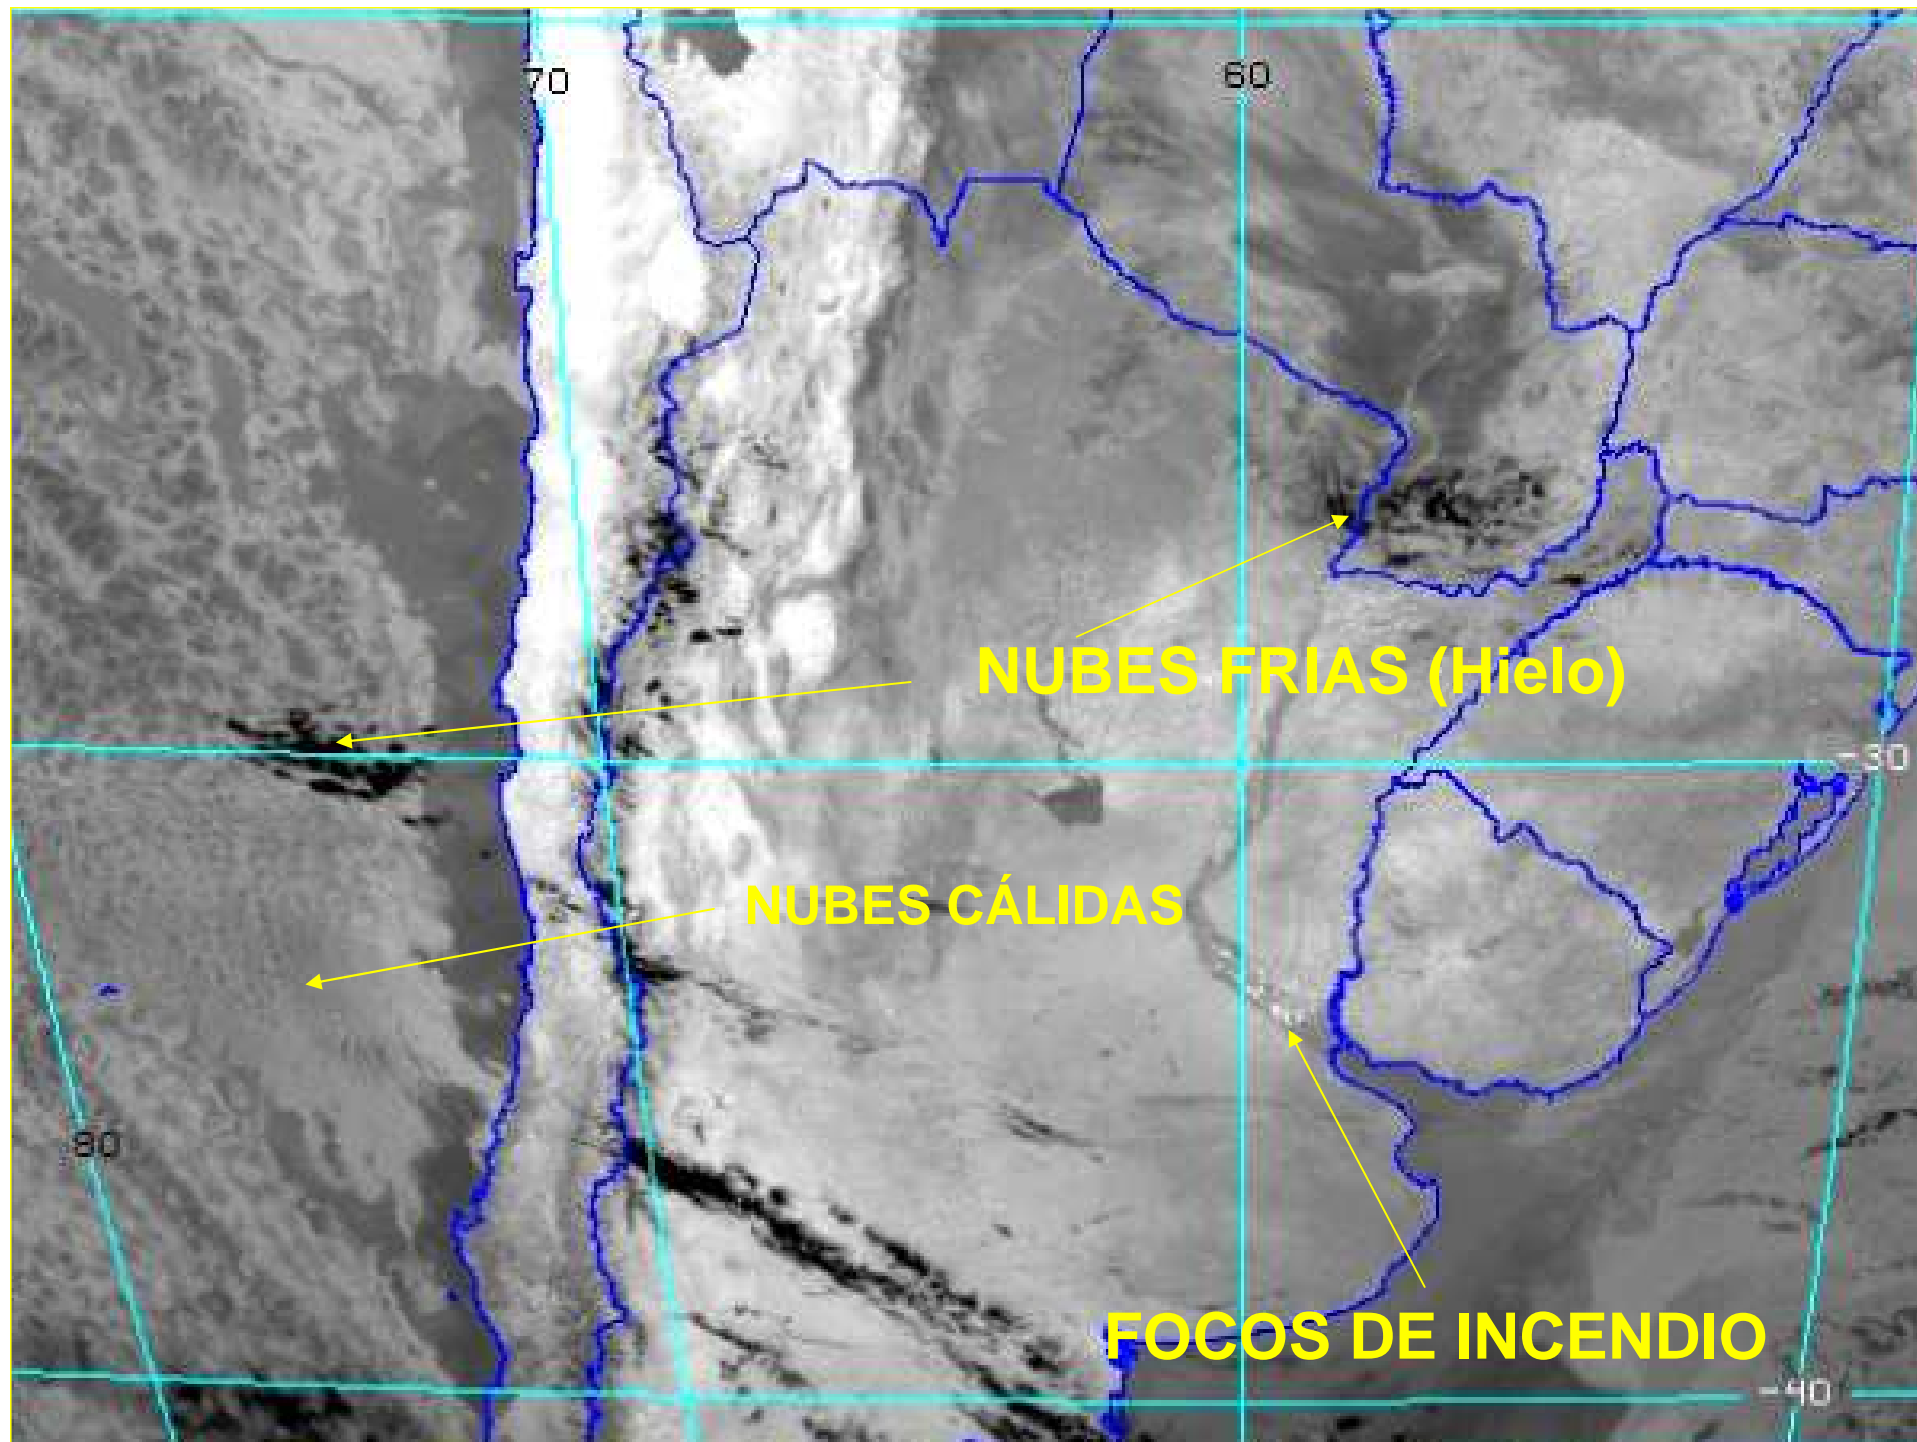 70
60
NUBES FRIAS (Hielo)
-30
NUBES CÁLIDAS
80
FOCOS DE INCENDIO
-40